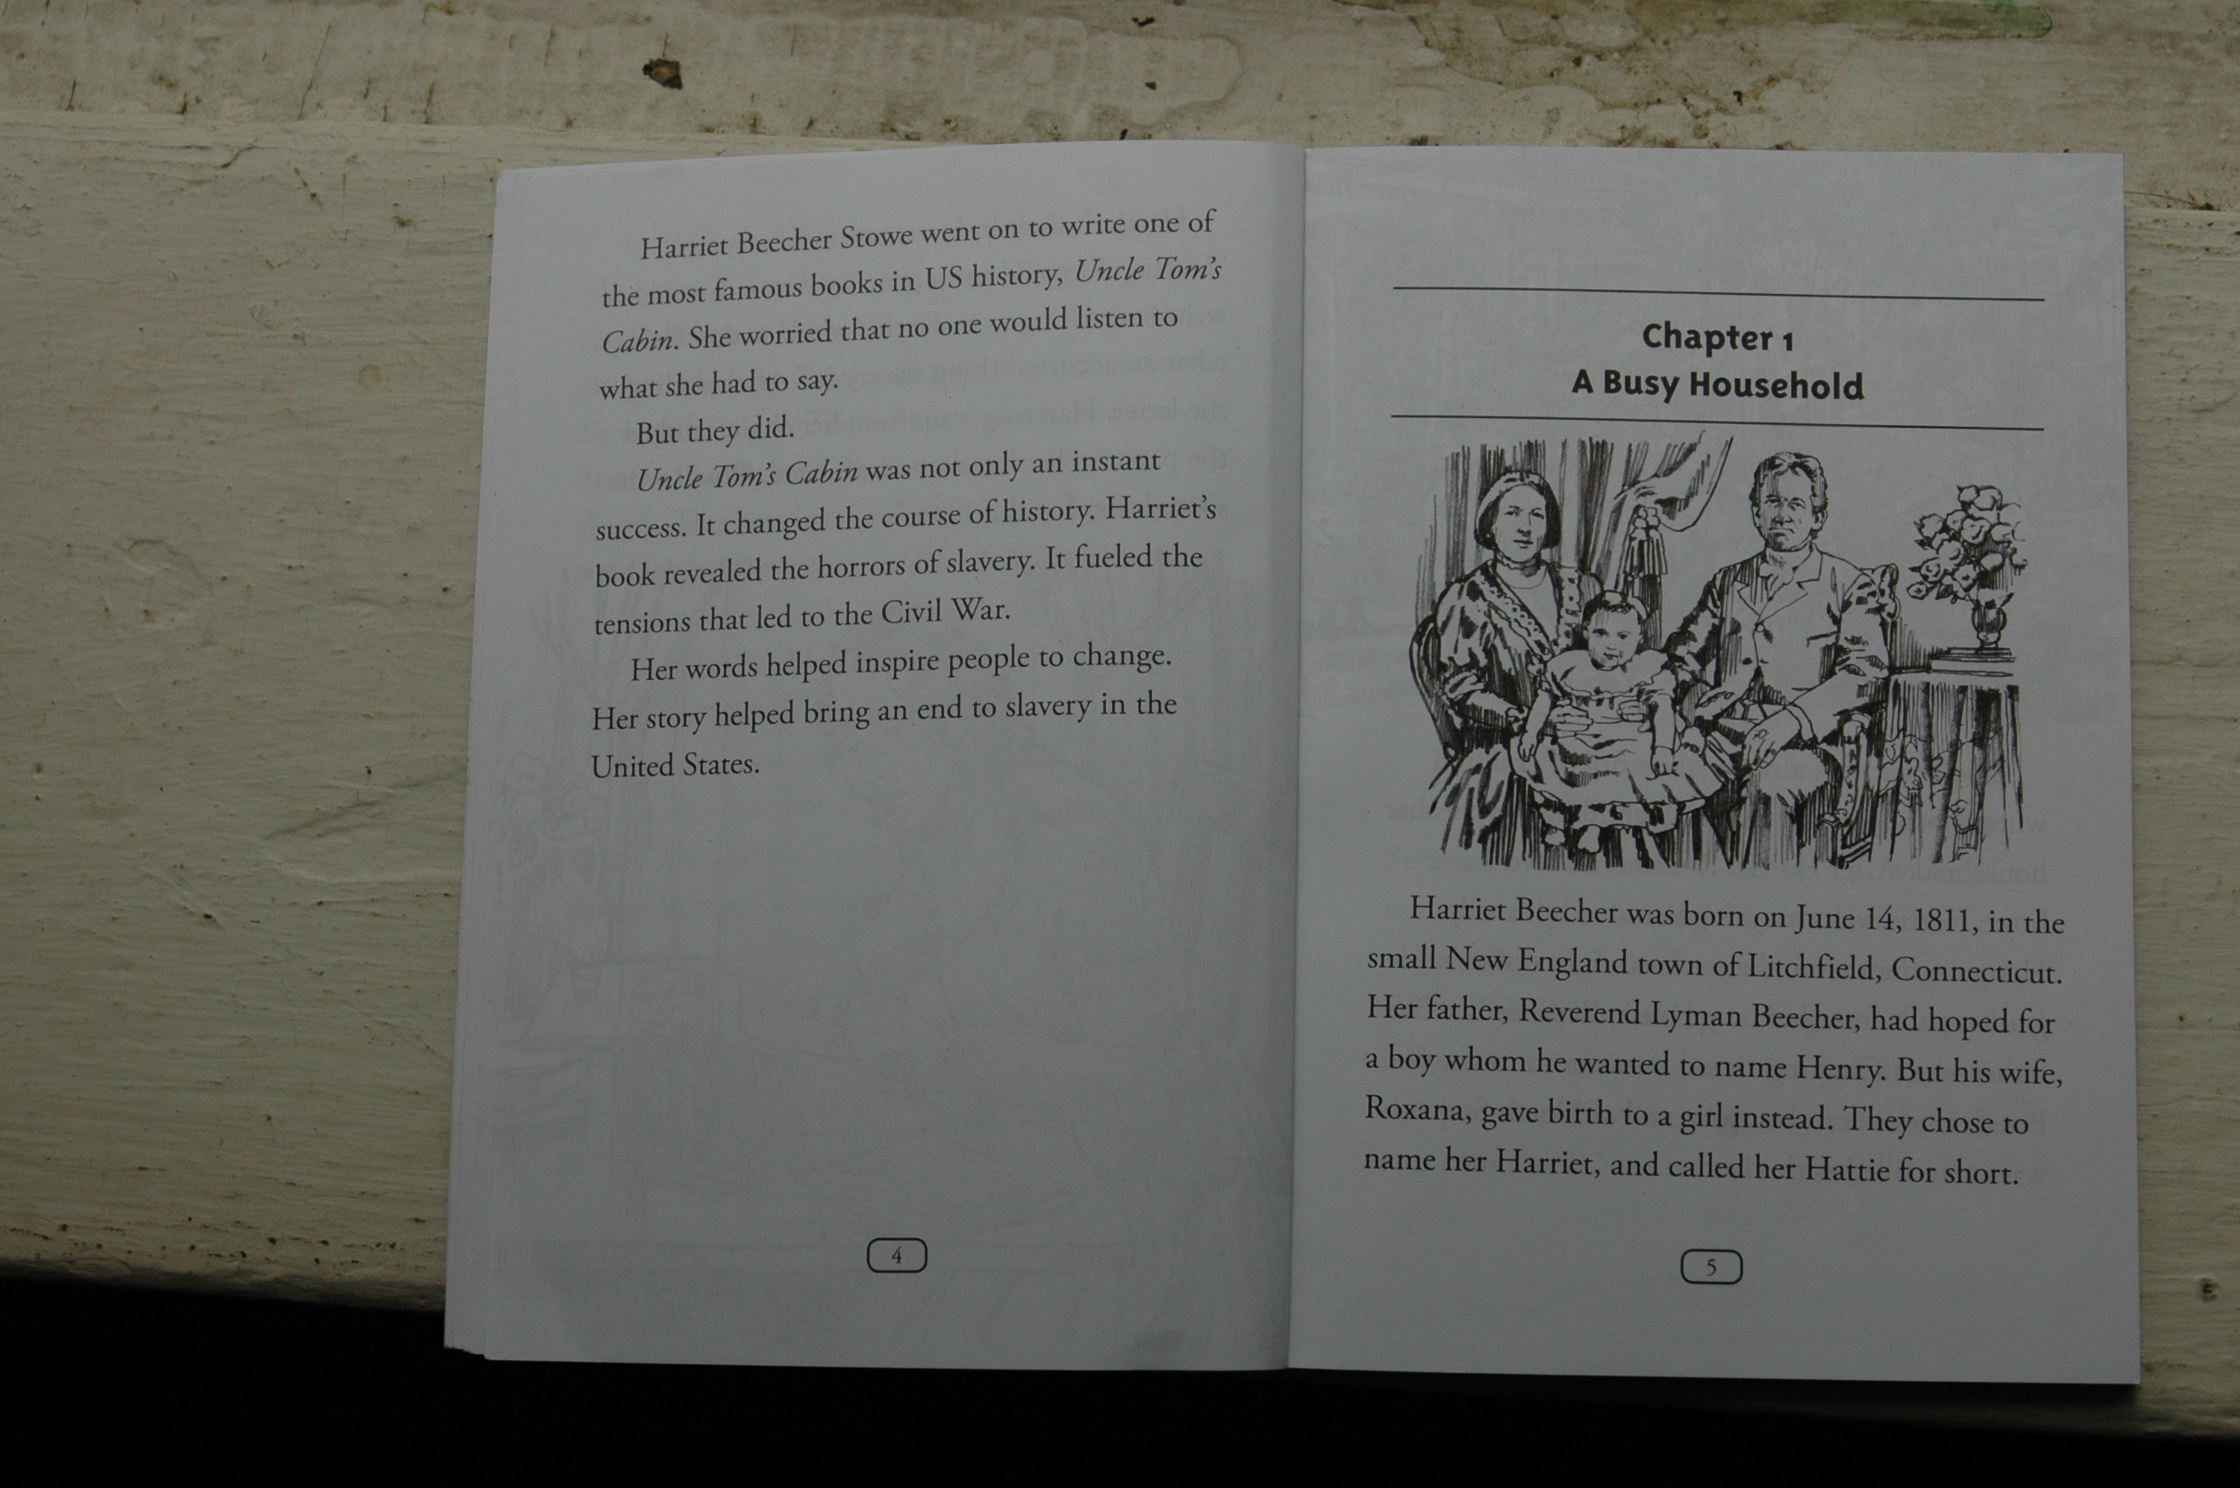 Harriet Beecher Stowe went on to write one of
the most famous books in US history, Uncle Tom's
Cabin. She worried that no one would listen to
what she had to say.
But they did.
Uncle Tom's Cabin was not only an instant
success. It changed the course of history. Harriet's
book revealed the horrors of slavery. It fueled the
tensions that led to the Civil War.
Her words helped inspire people to change.
Her story helped bring an end to slavery in the
United States.
4
Chapter 1
A Busy Household
Harriet Beecher was born on June 14, 1811, in the
small New England town of Litchfield, Connecticut.
Her father, Reverend Lyman Beecher, had hoped for
a boy whom he wanted to name Henry. But his wife,
Roxana, gave birth to a girl instead. They chose to
name her Harriet, and called her Hattie for short.
5